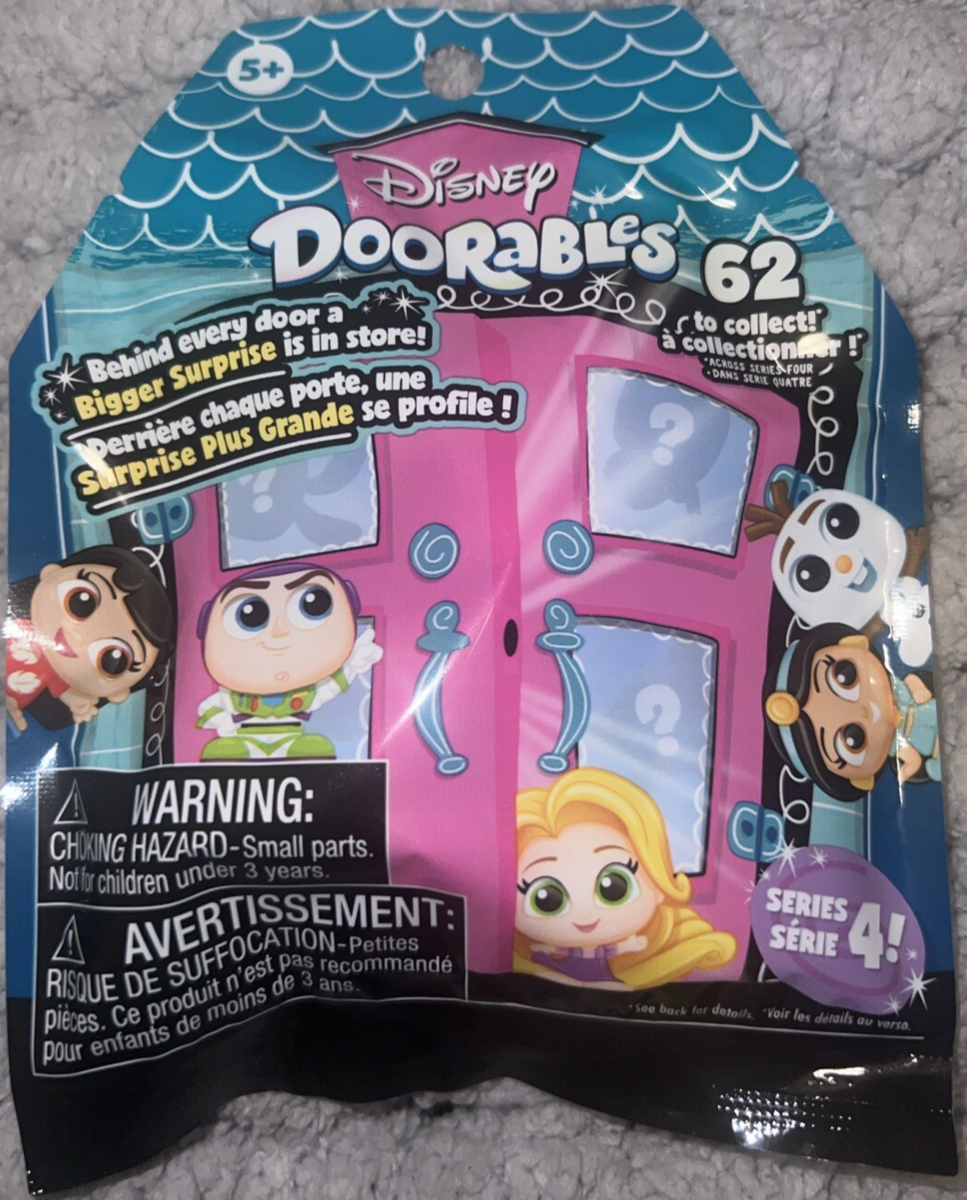 5+
DISNEY
DOORABLES
62
to collect!*
à collectionner !*
*ACROSS SERIES FOUR
*DANS SÉRIE QUATRE
Behind every door a
Bigger Surprise is in store!
Derrière chaque porte, une
Surprise Plus Grande se profile !
?
?
?
WARNING:
CHOKING HAZARD-Small parts.
Not for children under 3 years.
AVERTISSEMENT:
RISQUE DE SUFFOCATION-Petites
pièces. Ce produit n'est pas recommandé
pour enfants de moins de 3 ans.
SERIES
SÉRIE 4!
*See back for details. *Voir les détails au verso.